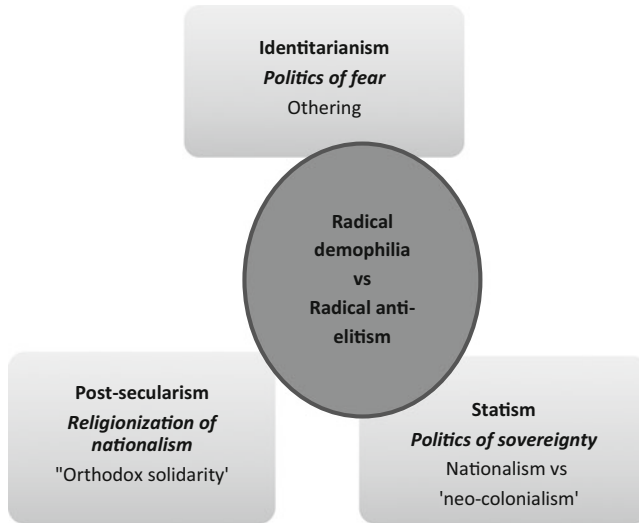 Identitarianism
Politics of fear
Othering
Radical
demophilia
vs
Radical anti-
elitism
Post-secularism
Religionization of
nationalism
"Orthodox solidarity'
Statism
Politics of sovereignty
Nationalism vs
'neo-colonialism'